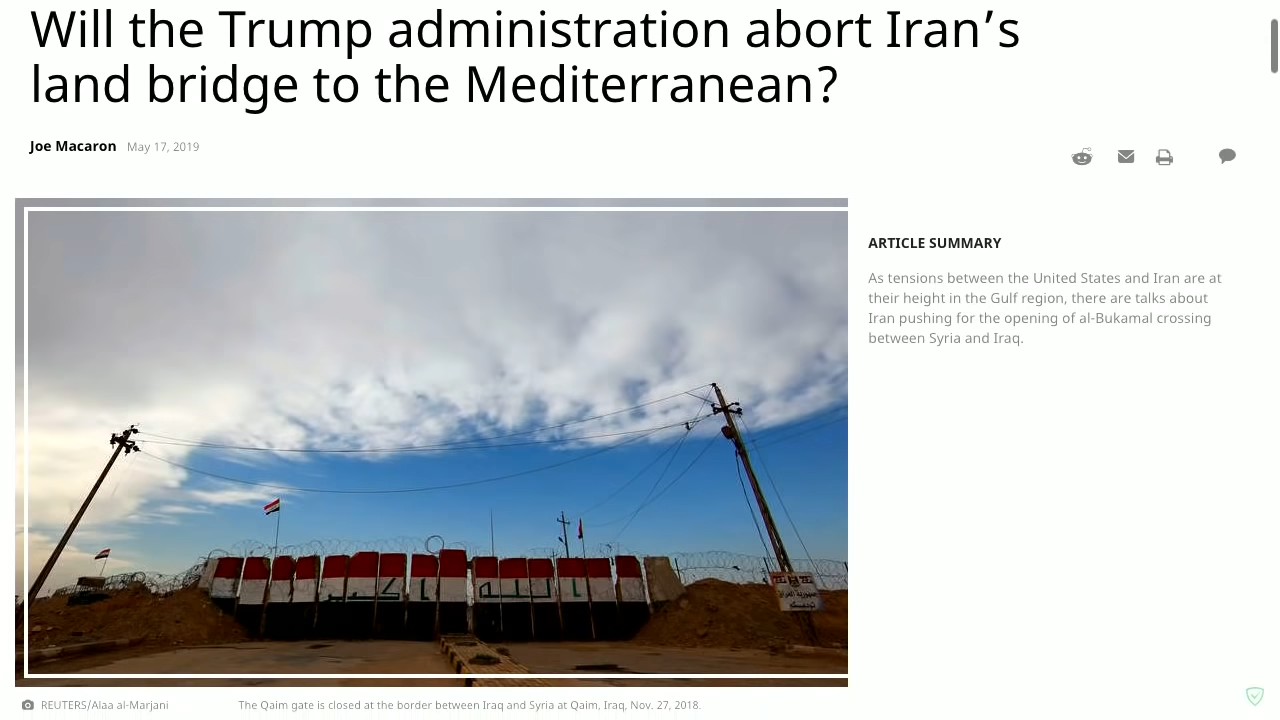 Will the Trump administration abort Iran’s
land bridge to the Mediterranean?
Joe Macaron May 17, 2019
ARTICLE SUMMARY
As tensions between the United States and Iran are at
their height in the Gulf region, there are talks about
Iran pushing for the opening of al-Bukamal crossing
between Syria and Iraq.
الله اكبر
REUTERS/Alaa al-Marjani The Qaim gate is closed at the border between Iraq and Syria at Qaim, Iraq, Nov. 27, 2018.